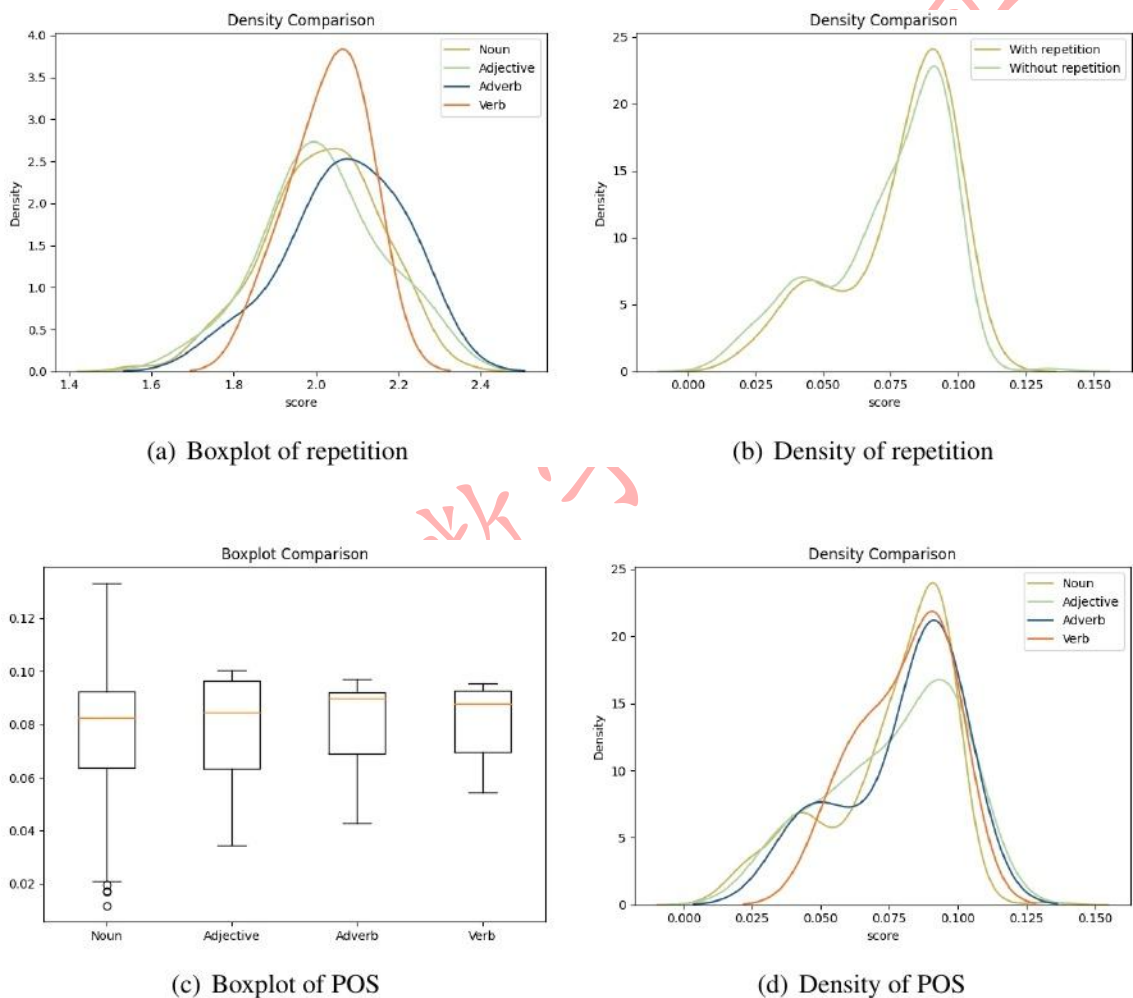 Density Comparison
4.0
3.5
3.0
2.5
2.0
1.5
1.0
0.5
0.0
Density
1.4 1.6 1.8 2.0 2.2 2.4
score
Noun
Adjective
Adverb
Verb
(a) Boxplot of repetition
Density Comparison
25
20
15
10
5
0
Density
0.000 0.025 0.050 0.075 0.100 0.125 0.150
score
With repetition
Without repetition
(b) Density of repetition
Boxplot Comparison
0.12
0.10
0.08
0.06
0.04
0.02
Noun Adjective Adverb Verb
(c) Boxplot of POS
Density Comparison
25
20
15
10
5
0
Density
0.000 0.025 0.050 0.075 0.100 0.125 0.150
score
Noun
Adjective
Adverb
Verb
(d) Density of POS